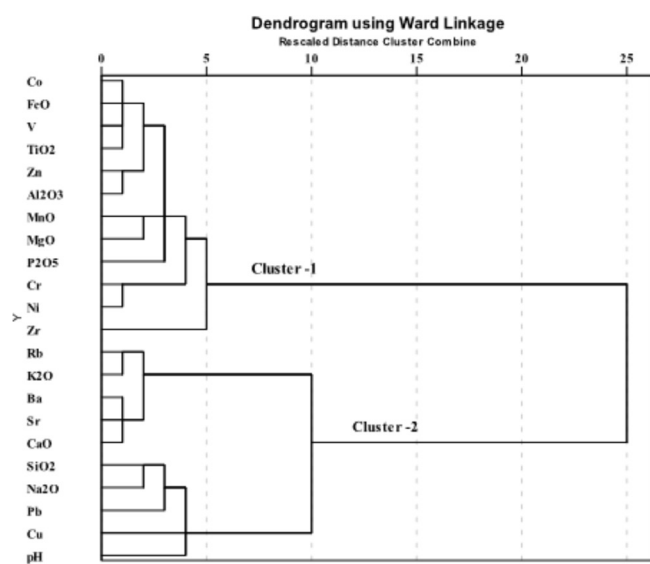 Dendrogram using Ward Linkage
Rescaled Distance Cluster Combine
0 5 10 15 20 25
Co
FeO
V
TiO2
Zn
Al2O3
MnO
MgO
P2O5
Cluster -1
Cr
Ni
Y
Zr
Rb
K2O
Ba
Sr
Cluster -2
CaO
SiO2
Na2O
Pb
Cu
pH